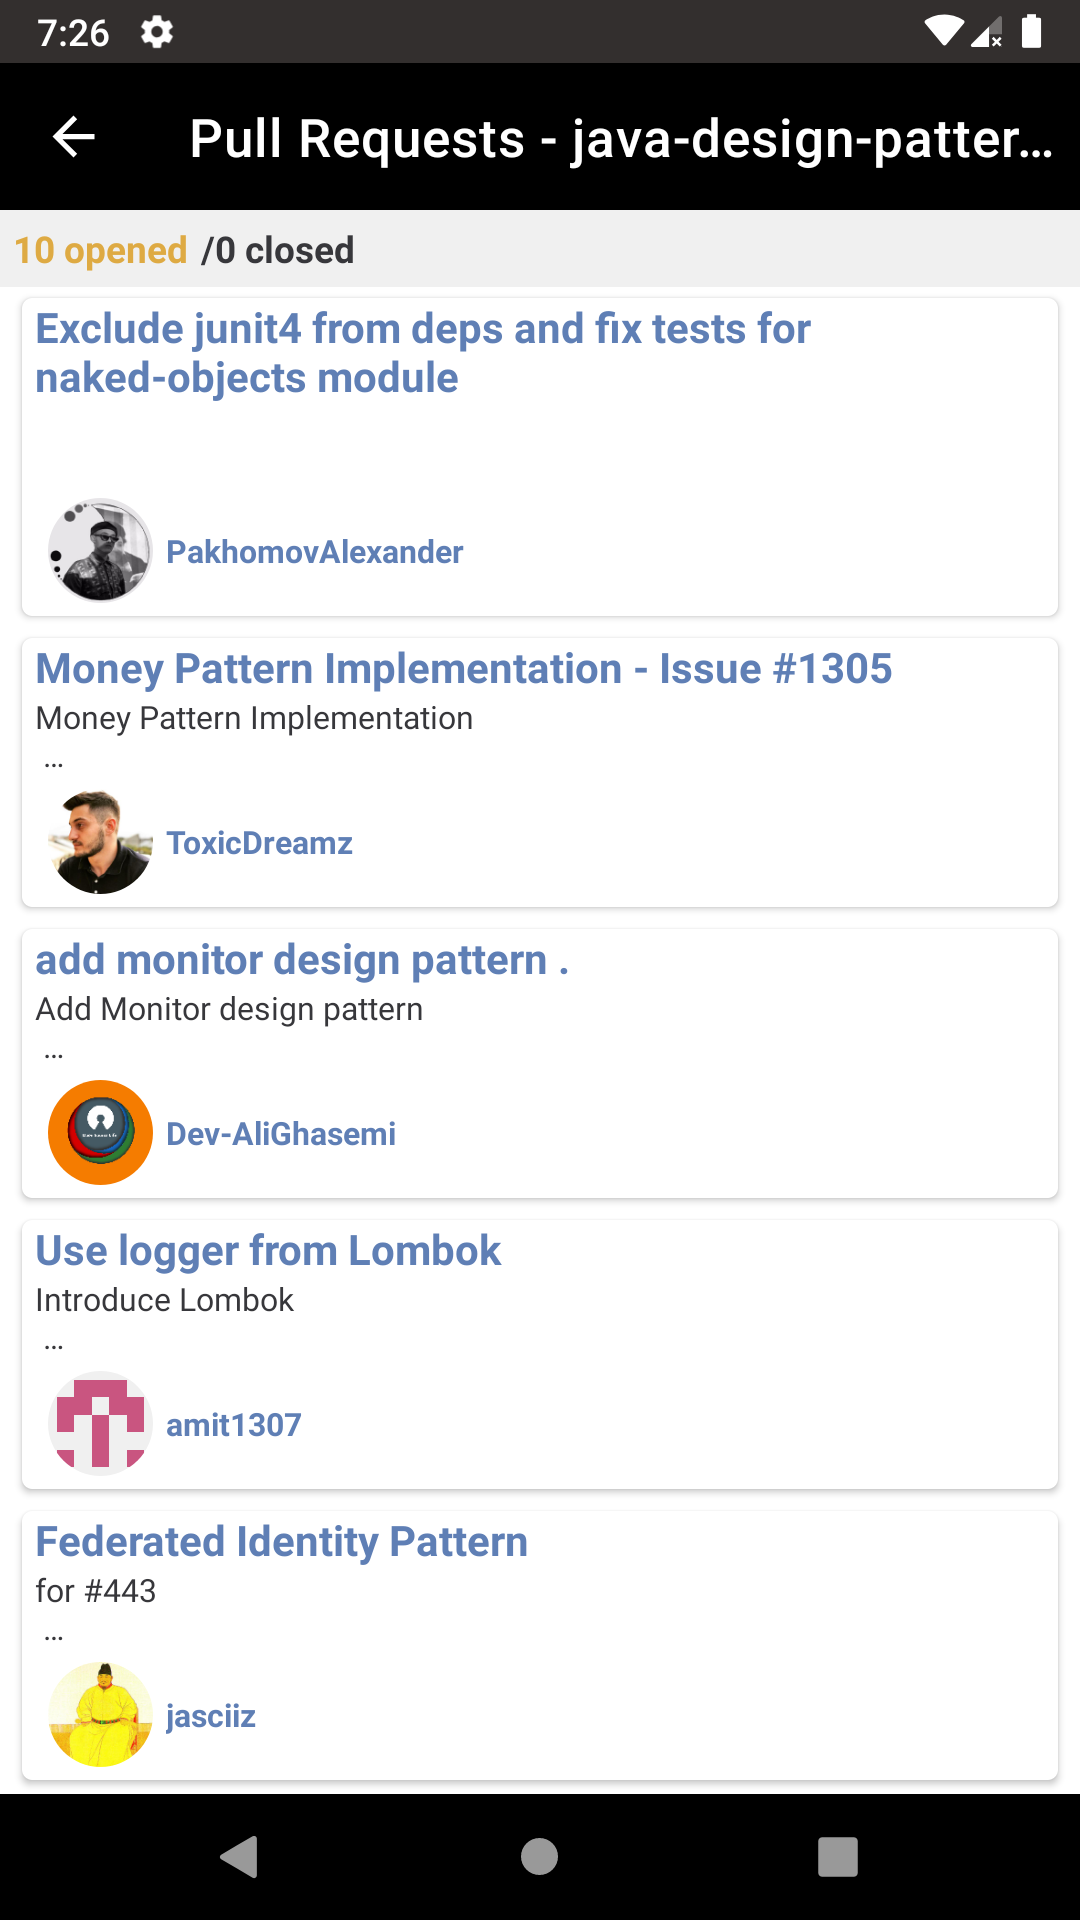 7:26
Pull Requests - java-design-patter...
10 opened /0 closed
Exclude junit4 from deps and fix tests for
naked-objects module
PakhomovAlexander
Money Pattern Implementation - Issue #1305
Money Pattern Implementation
...
ToxicDreamz
add monitor design pattern .
Add Monitor design pattern
...
Dev-AliGhasemi
Use logger from Lombok
Introduce Lombok
...
amit1307
Federated Identity Pattern
for #443
...
jasciiz